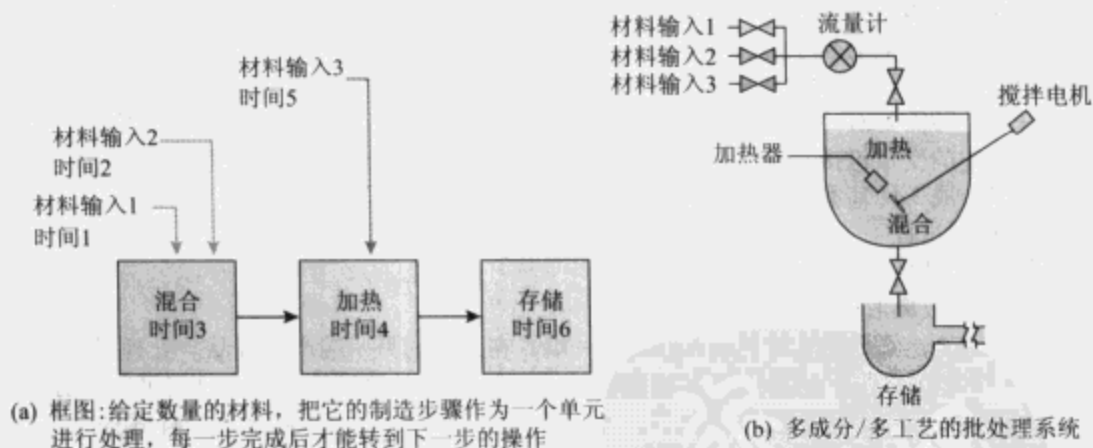 材料输入3
时间5
材料输入2
时间2
材料输入1
时间1
混合
时间3
加热
时间4
存储
时间6
(a) 框图:给定数量的材料，把它的制造步骤作为一个单元
进行处理，每一步完成后才能转到下一步的操作
材料输入1
材料输入2
材料输入3
流量计
搅拌电机
加热器
加热
混合
存储
(b) 多成分/多工艺的批处理系统